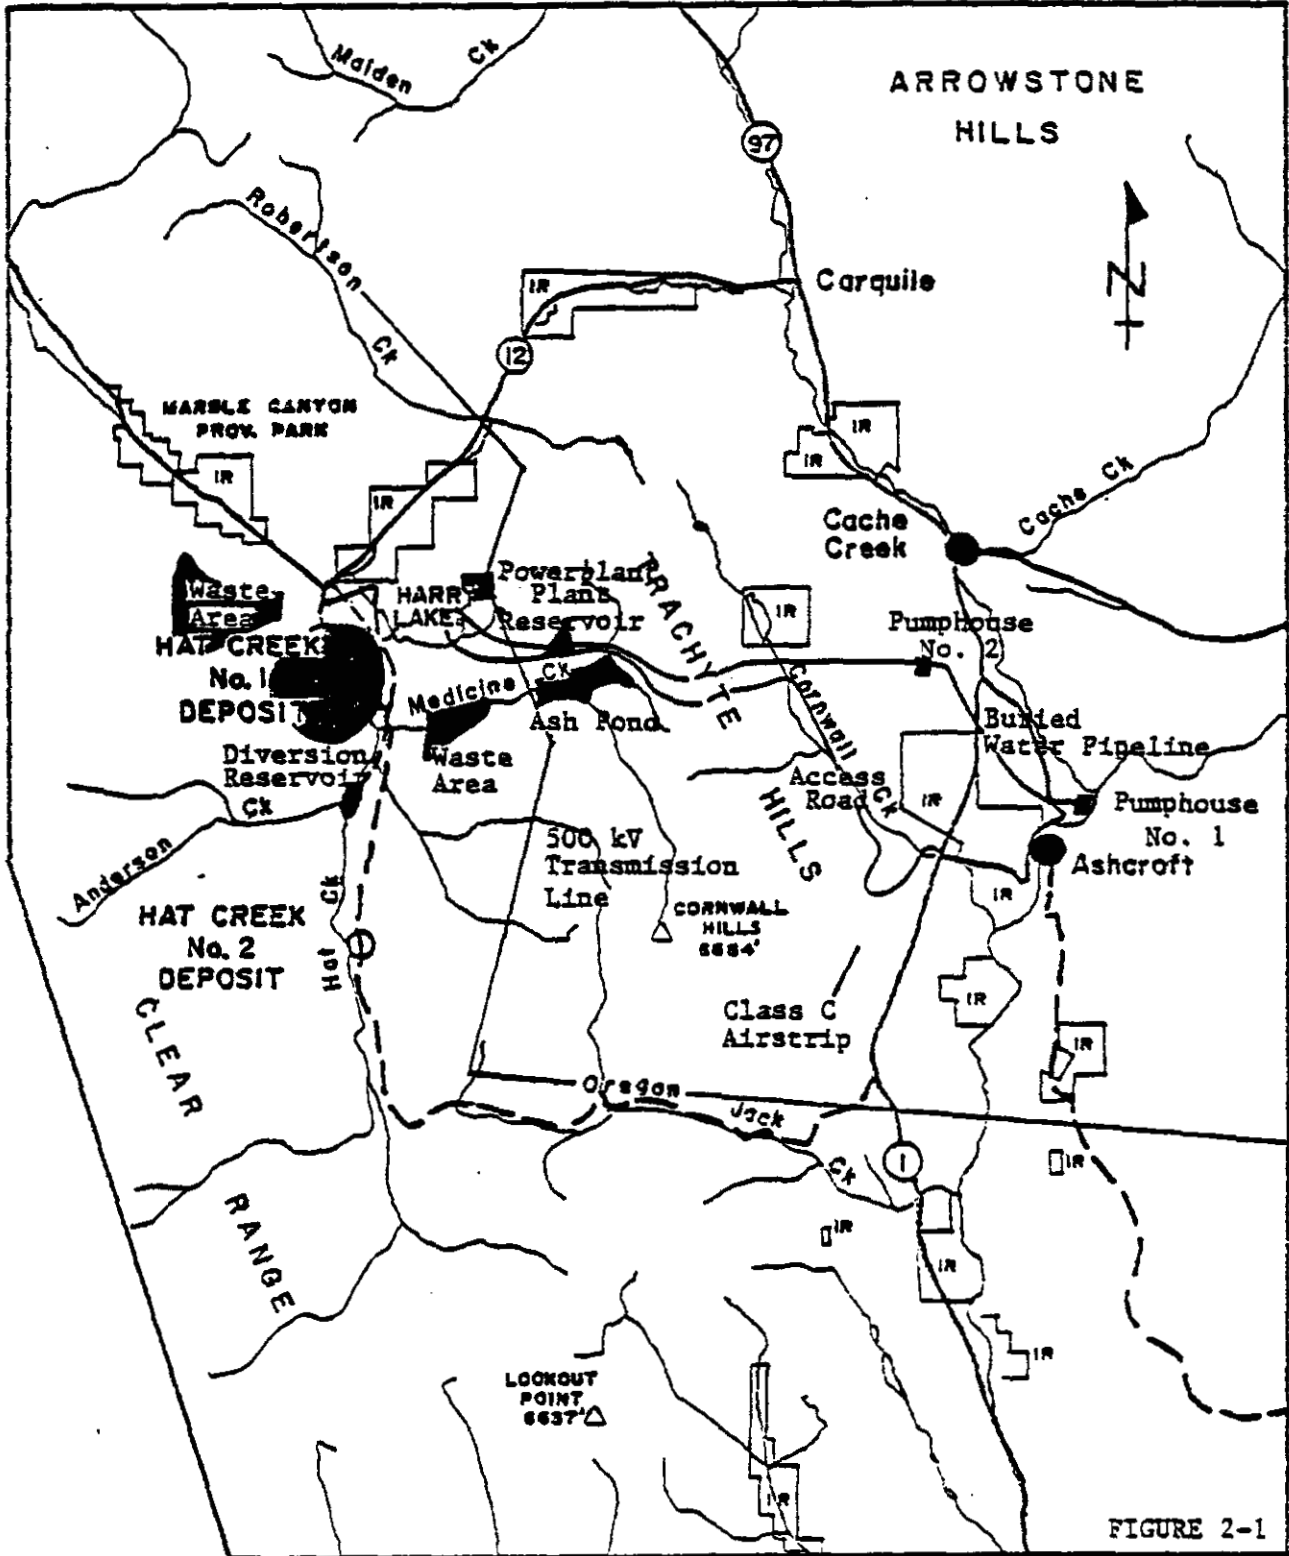 Maiden Ck
ARROWSTONE
HILLS
97
N
Robertson
Ck
IR
Carquile
12
MARBLE CANYON
PROV. PARK
IR
IR
IR
IR
Cache
Creek
Cache Ck
Waste
Area
HARRY
LAKE
Powerplant
Plant
Reservoir
TRACHYTE
HILLS
IR
Pumphouse
No. 2
HAT CREEK
No. 1
DEPOSIT
Medicine Ck
Ash Pond
Cornwall
Ck
Buried
Water Pipeline
Diversion
Reservoir
Waste
Area
Access
Road
IR
Pumphouse
No. 1
Ashcroft
Anderson
Ck
500 kV
Transmission
Line
IR
HAT CREEK
No. 2
DEPOSIT
Hat
Ck
CORNWALL
HILLS
6684'
IR
Class C
Airstrip
CLEAR
RANGE
IR
Oregon
Jack
Ck
1
IR
IR
IR
IR
LOOKOUT
POINT
6637'
IR
FIGURE 2-1